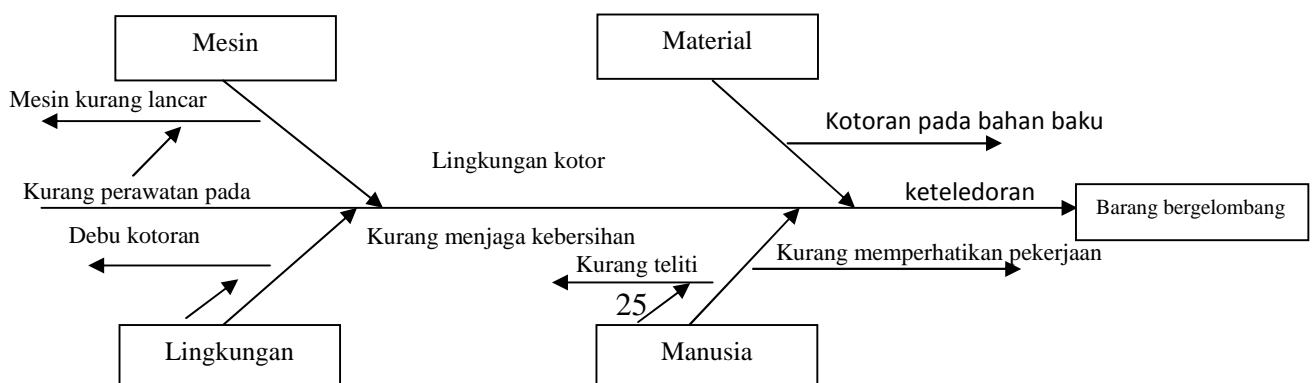 Mesin
Material
Mesin kurang lancar
Kotoran pada bahan baku
Lingkungan kotor
Kurang perawatan pada
keteledoran
Barang bergelombang
Debu kotoran
Kurang menjaga kebersihan
Kurang memperhatikan pekerjaan
Kurang teliti
25
Lingkungan
Manusia